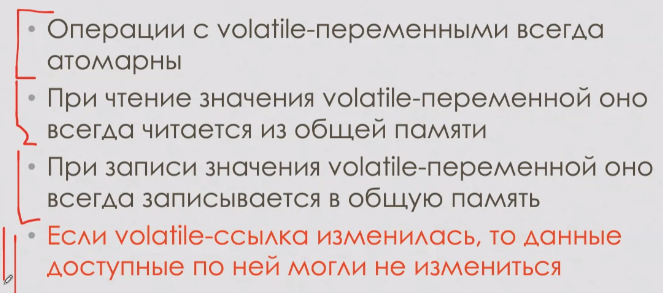 • Операции с volatile-переменными всегда
атомарны
• При чтение значения volatile-переменной оно
всегда читается из общей памяти
• При записи значения volatile-переменной оно
всегда записывается в общую память
• Если volatile-ссылка изменилась, то данные
доступные по ней могли не измениться